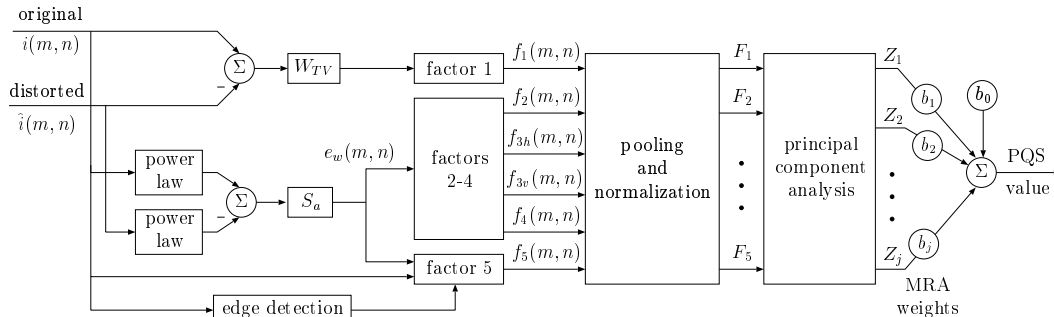 original
i(m,n)
distorted
î(m,n)
Σ
-
W_TV
factor 1
f_1(m,n)
power
law
power
law
Σ
-
S_a
e_w(m,n)
factors
2-4
f_2(m,n)
f_3h(m,n)
f_3v(m,n)
f_4(m,n)
factor 5
f_5(m,n)
edge detection
pooling
and
normalization
F_1
F_2
F_5
principal
component
analysis
Z_1
Z_2
Z_j
b_1
b_2
b_j
b_0
MRA
weights
Σ
PQS
value